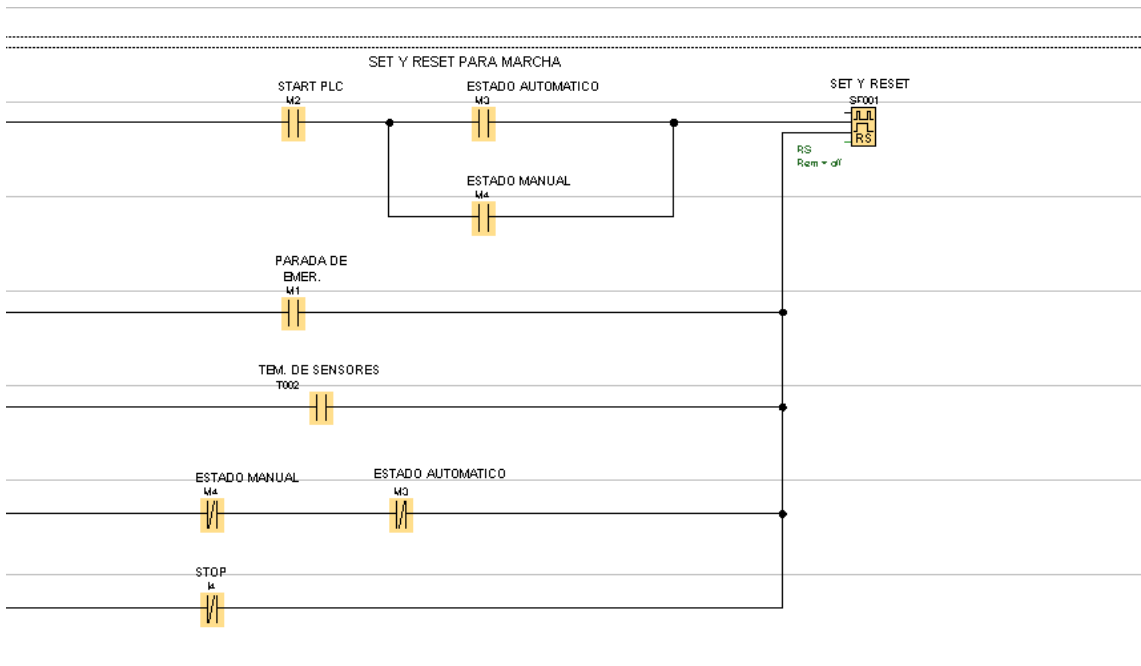 SET Y RESET PARA MARCHA
START PLC
M2
ESTADO AUTOMATICO
M3
SET Y RESET
SF001
RS
RS
Rem = off
ESTADO MANUAL
M4
PARADA DE
EMER.
M1
TEM. DE SENSORES
T002
ESTADO MANUAL
M4
ESTADO AUTOMATICO
M3
STOP
I4